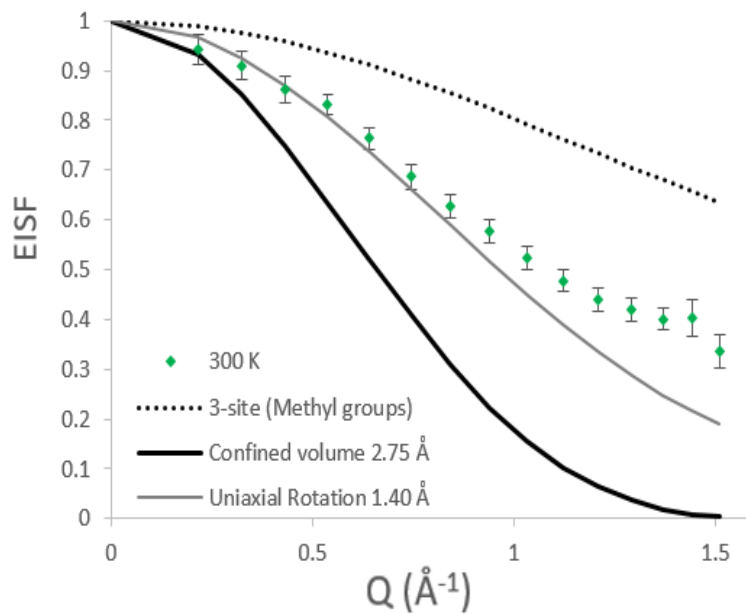 1
0.9
0.8
0.7
0.6
0.5
0.4
0.3
0.2
0.1
0
EISF
300 K
3-site (Methyl groups)
Confined volume 2.75 Å
Uniaxial Rotation 1.40 Å
0 0.5 1 1.5
Q (Å⁻¹)